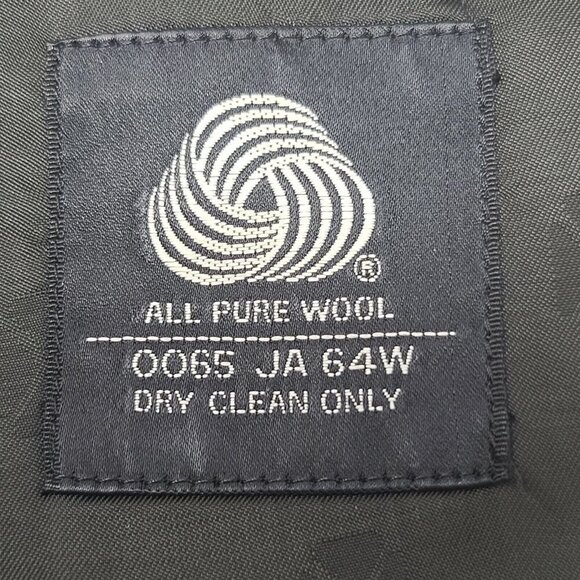 ®
ALL PURE WOOL
0065 JA 64W
DRY CLEAN ONLY